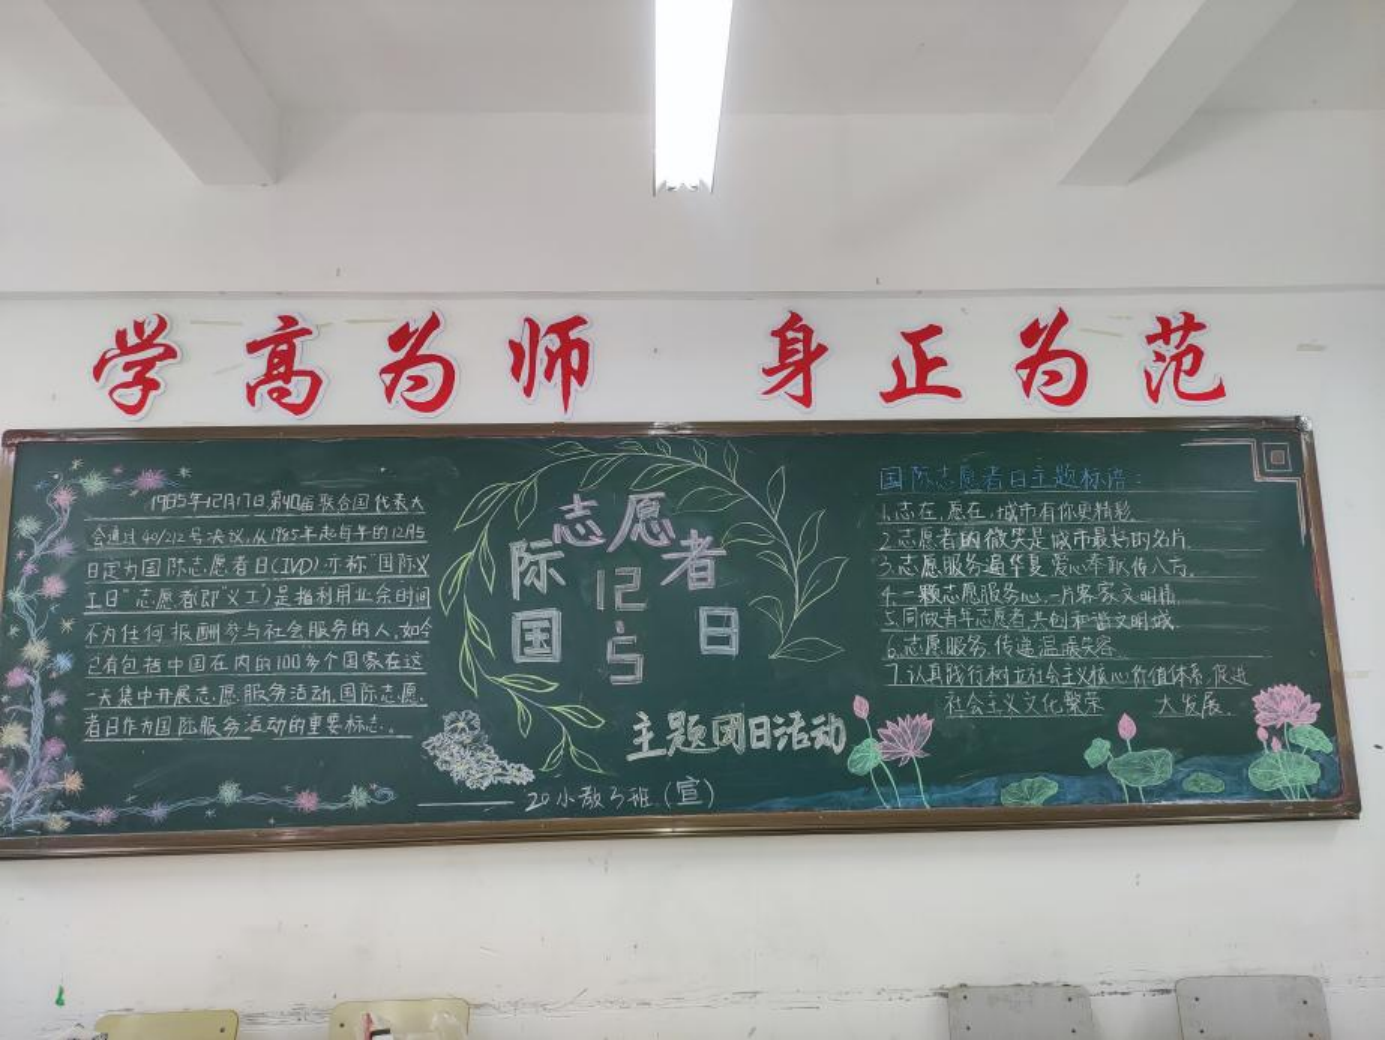 学高为师 身正为范
1985年12月17日第40届联合国代表大
会通过40/212号决议,从1985年起每年的12月5
日定为国际志愿者日(IVD)亦称"国际义
工日"志愿者(即"义工)是指利用业余时间
不为任何报酬参与社会服务的人,如今
已有包括中国在内的100多个国家在这
一天集中开展志愿服务活动,国际志愿
者日作为国际服务活动的重要标志。
国际志愿者日
12.5
主题团日活动
20小教3班(宣)
国际志愿者日主题标语:
1.志在,愿在,城市有你更精彩
2.志愿者的微笑是城市最好的名片.
3.志愿服务遍华夏 爱心奉献传八方.
4.一颗志愿服务心,一片客家文明情.
5.同做青年志愿者 共创和谐文明城.
6.志愿服务,传递温暖笑容.
7.认真践行树立社会主义核心价值体系,促进
社会主义文化繁荣 大发展.